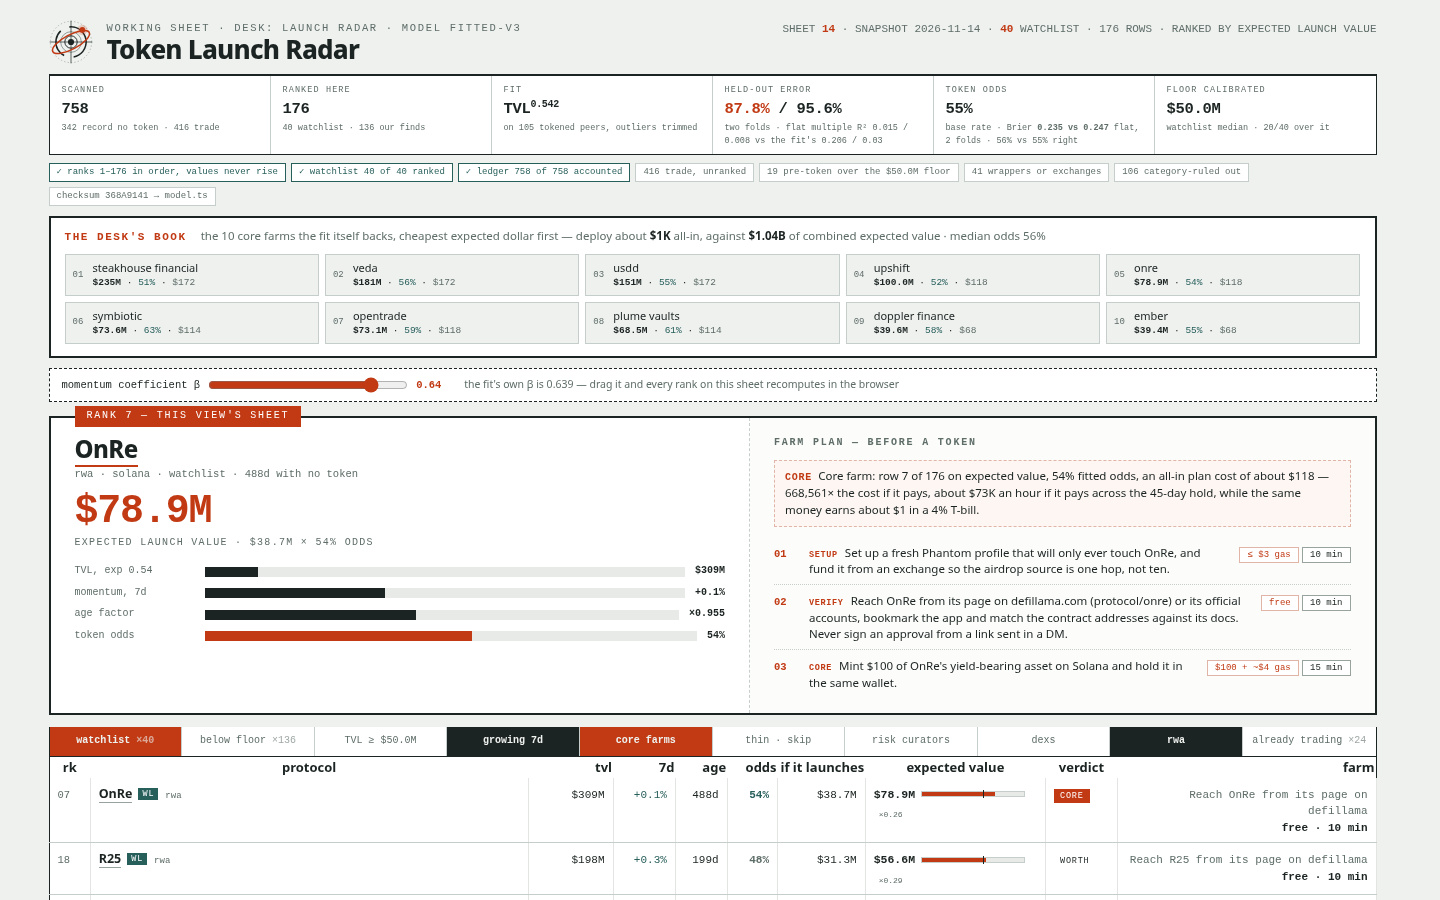 WORKING SHEET · DESK: LAUNCH RADAR · MODEL FITTED-V3
Token Launch Radar
SHEET 14 · SNAPSHOT 2026-11-14 · 40 WATCHLIST · 176 ROWS · RANKED BY EXPECTED LAUNCH VALUE
SCANNED
758
342 record no token · 416 trade
RANKED HERE
176
40 watchlist · 136 our finds
FIT
TVL0.542
on 105 tokened peers, outliers trimmed
HELD-OUT ERROR
87.8% / 95.6%
two folds · flat multiple R² 0.015 /
0.008 vs the fit's 0.206 / 0.03
TOKEN ODDS
55%
base rate · Brier 0.235 vs 0.247 flat,
2 folds · 56% vs 55% right
FLOOR CALIBRATED
$50.0M
watchlist median · 20/40 over it
✓ ranks 1–176 in order, values never rise
✓ watchlist 40 of 40 ranked
✓ ledger 758 of 758 accounted
416 trade, unranked
19 pre-token over the $50.0M floor
41 wrappers or exchanges
106 category-ruled out
checksum 368A9141 → model.ts
THE DESK'S BOOK the 10 core farms the fit itself backs, cheapest expected dollar first — deploy about $1K all-in, against $1.04B of combined expected value · median odds 56%
01 steakhouse financial
$235M · 51% · $172
02 veda
$181M · 56% · $172
03 usdd
$151M · 55% · $172
04 upshift
$100.0M · 52% · $118
05 onre
$78.9M · 54% · $118
06 symbiotic
$73.6M · 63% · $114
07 opentrade
$73.1M · 59% · $118
08 plume vaults
$68.5M · 61% · $114
09 doppler finance
$39.6M · 58% · $68
10 ember
$39.4M · 55% · $68
momentum coefficient β 0.64 the fit's own β is 0.639 — drag it and every rank on this sheet recomputes in the browser
RANK 7 — THIS VIEW'S SHEET
OnRe
rwa · solana · watchlist · 488d with no token
$78.9M
EXPECTED LAUNCH VALUE · $38.7M × 54% ODDS
TVL, exp 0.54 $309M
momentum, 7d +0.1%
age factor ×0.955
token odds 54%
FARM PLAN — BEFORE A TOKEN
CORE Core farm: row 7 of 176 on expected value, 54% fitted odds, an all-in plan cost of about $118 —
668,561× the cost if it pays, about $73K an hour if it pays across the 45-day hold, while the same
money earns about $1 in a 4% T-bill.
01 SETUP Set up a fresh Phantom profile that will only ever touch OnRe, and
fund it from an exchange so the airdrop source is one hop, not ten.
≤ $3 gas 10 min
02 VERIFY Reach OnRe from its page on defillama.com (protocol/onre) or its official
accounts, bookmark the app and match the contract addresses against its docs.
Never sign an approval from a link sent in a DM.
free 10 min
03 CORE Mint $100 of OnRe's yield-bearing asset on Solana and hold it in
the same wallet.
$100 + ~$4 gas 15 min
watchlist ×40
below floor ×136
TVL ≥ $50.0M
growing 7d
core farms
thin · skip
risk curators
dexs
rwa
already trading ×24
rk protocol tvl 7d age odds if it launches expected value verdict farm
07 OnRe WL rwa $309M +0.1% 488d 54% $38.7M $78.9M ×0.26 CORE Reach OnRe from its page on
defillama
free · 10 min
18 R25 WL rwa $198M +0.3% 199d 48% $31.3M $56.6M ×0.29 WORTH Reach R25 from its page on defillama
free · 10 min